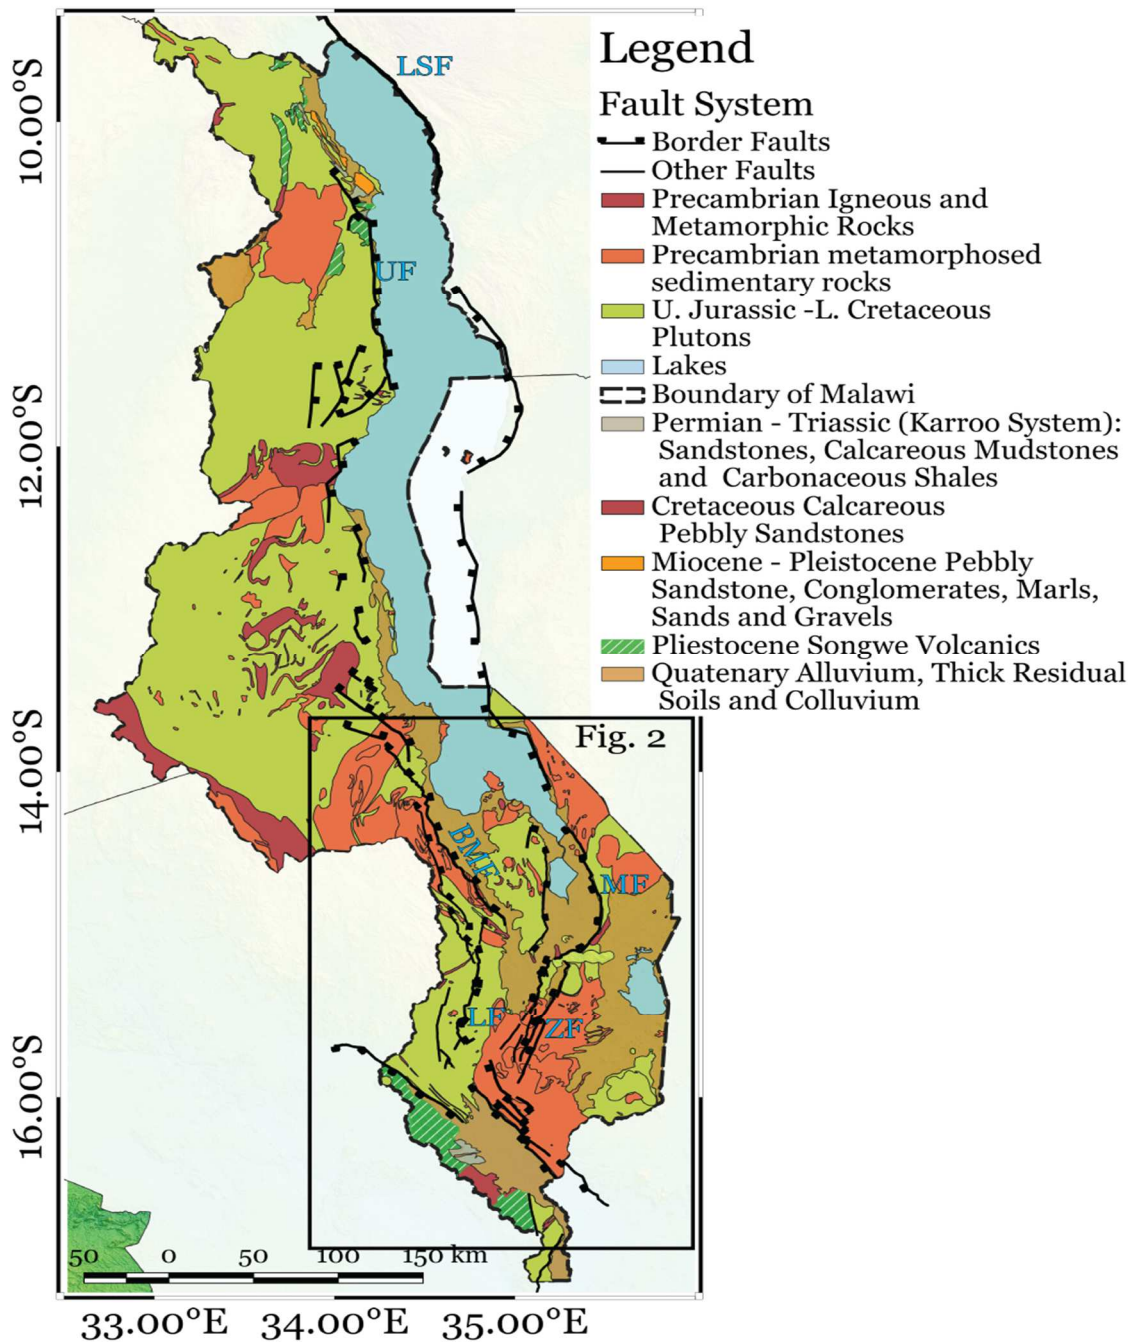 Legend
Fault System
Border Faults
Other Faults
Precambrian Igneous and
Metamorphic Rocks
Precambrian metamorphosed
sedimentary rocks
U. Jurassic -L. Cretaceous
Plutons
Lakes
Boundary of Malawi
Permian - Triassic (Karroo System):
Sandstones, Calcareous Mudstones
and Carbonaceous Shales
Cretaceous Calcareous
Pebbly Sandstones
Miocene - Pleistocene Pebbly
Sandstone, Conglomerates, Marls,
Sands and Gravels
Pliestocene Songwe Volcanics
Quatenary Alluvium, Thick Residual
Soils and Colluvium
LSF
UF
Fig. 2
BMF
MF
LF
ZF
10.00°S
12.00°S
14.00°S
16.00°S
50 0 50 100 150 km
33.00°E 34.00°E 35.00°E